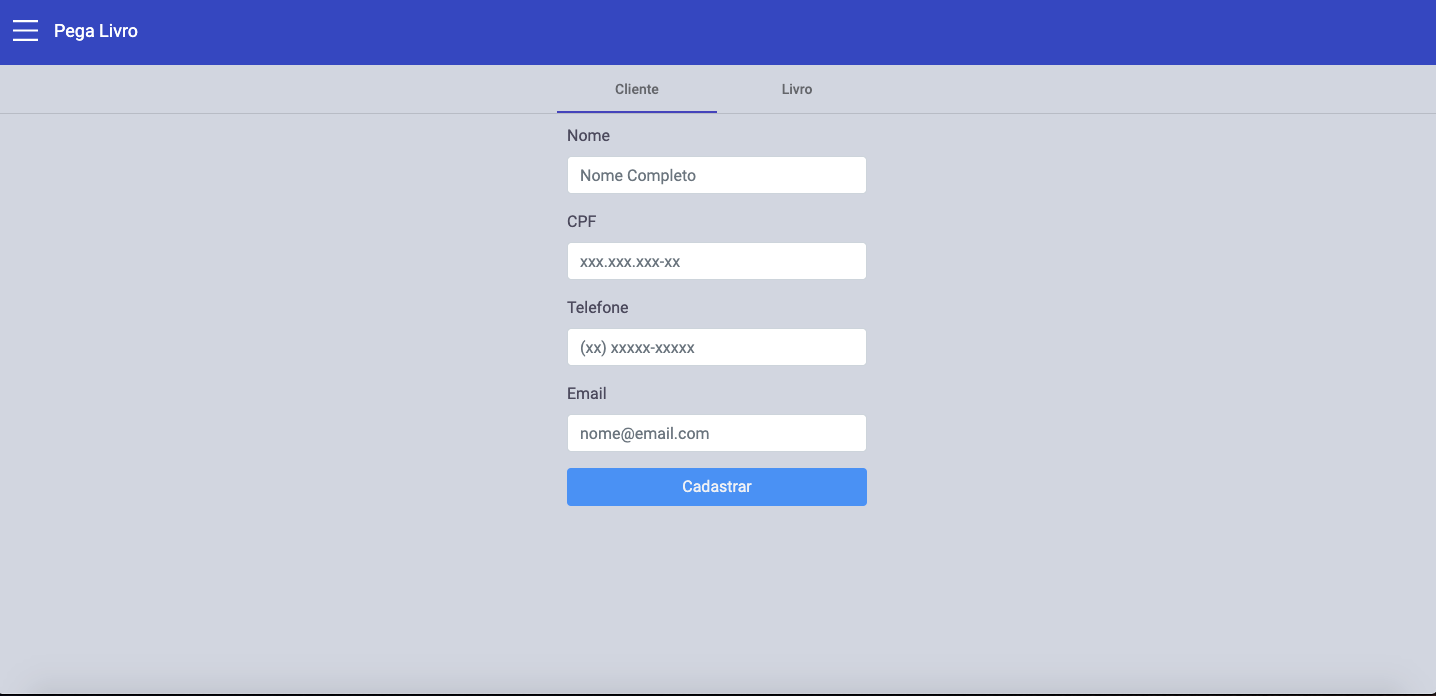 Pega Livro
Cliente Livro
Nome
Nome Completo
CPF
xxx.xxx.xxx-xx
Telefone
(xx) xxxxx-xxxxx
Email
nome@email.com
Cadastrar